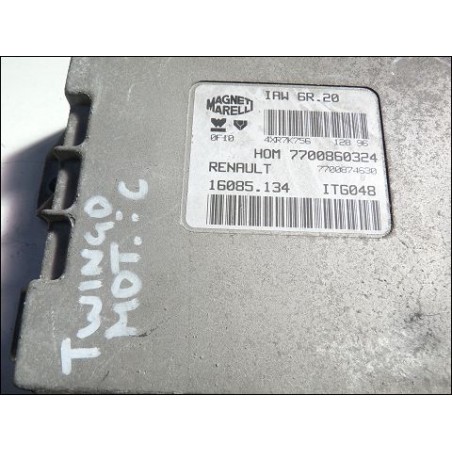 MAGNETI MARELLI
IAW 6R.20
0F10 4XR7K756 120 96
HOM 7700860324
RENAULT 7700874630
16085.134 ITG048
TWINGO
MOT.: C